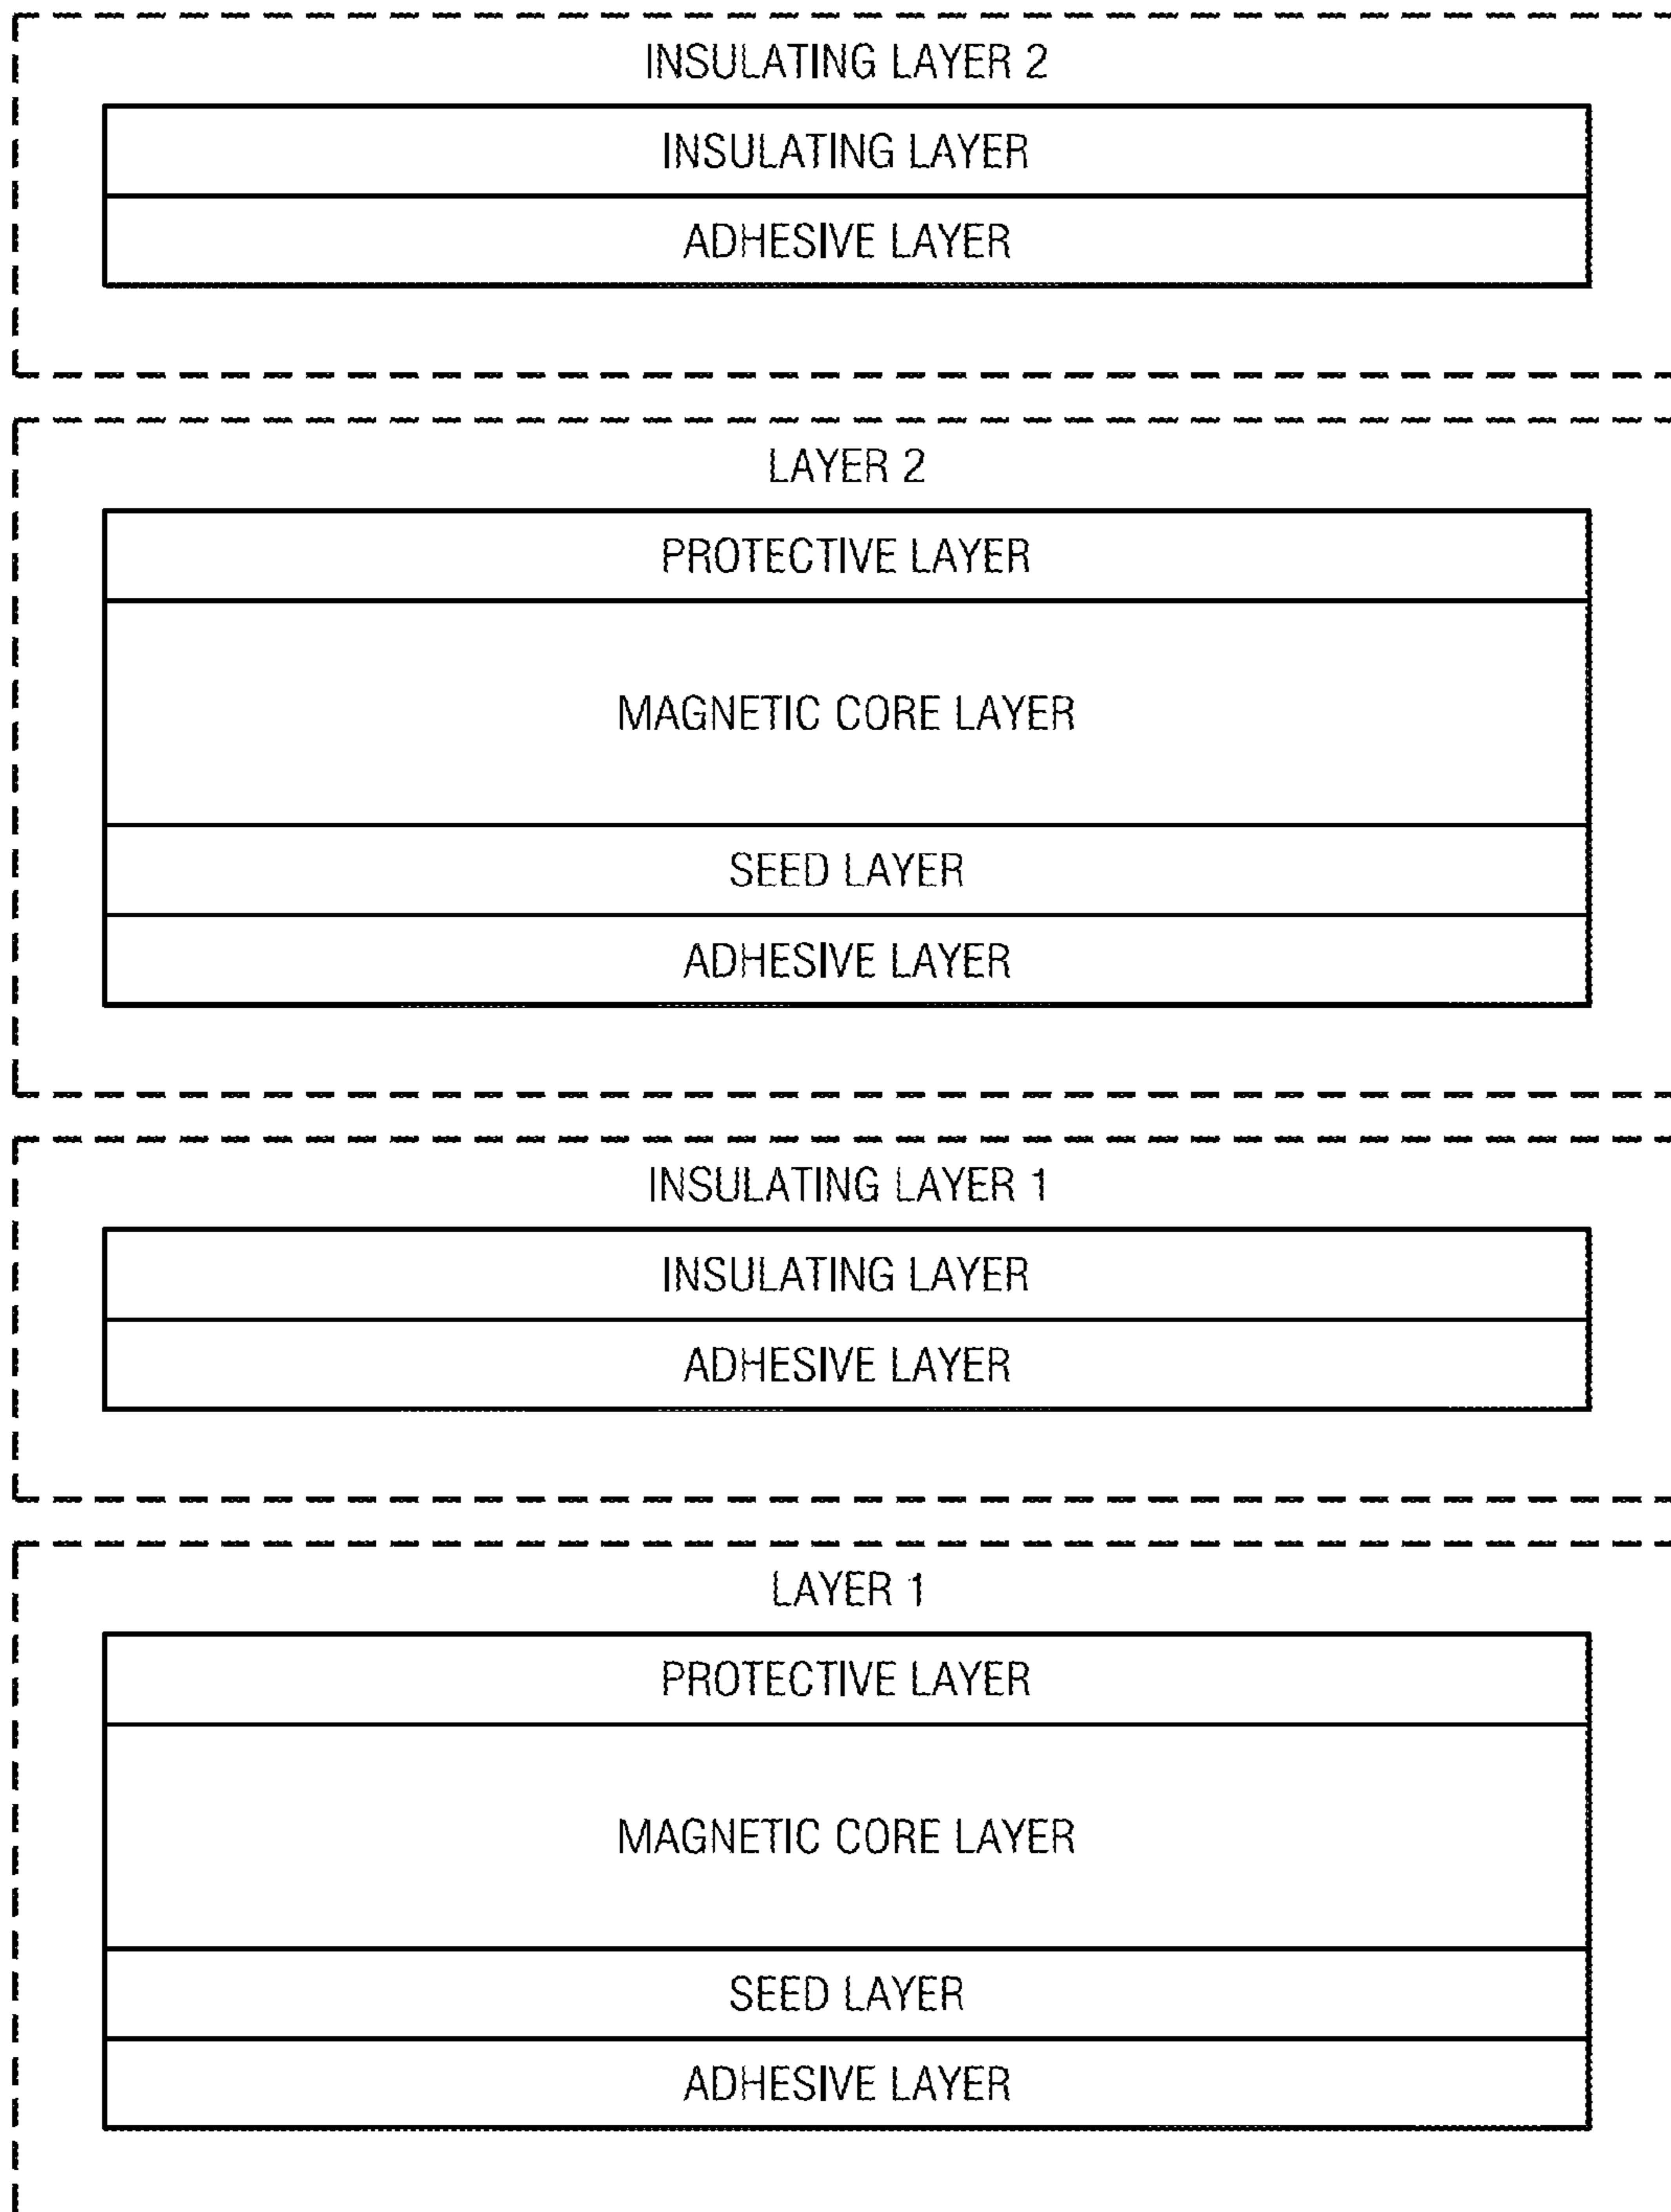 INSULATING LAYER 2
INSULATING LAYER
ADHESIVE LAYER
LAYER 2
PROTECTIVE LAYER
MAGNETIC CORE LAYER
SEED LAYER
ADHESIVE LAYER
INSULATING LAYER 1
INSULATING LAYER
ADHESIVE LAYER
LAYER 1
PROTECTIVE LAYER
MAGNETIC CORE LAYER
SEED LAYER
ADHESIVE LAYER